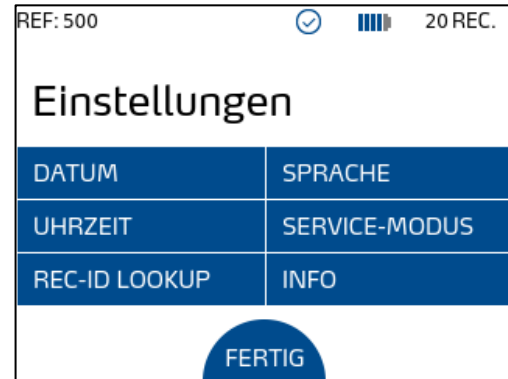 REF: 500 20 REC.
Einstellungen
DATUM SPRACHE
UHRZEIT SERVICE-MODUS
REC-ID LOOKUP INFO
FERTIG